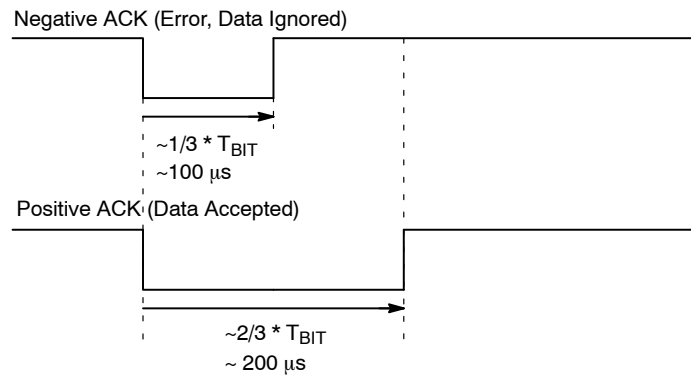 Negative ACK (Error, Data Ignored)
~1/3 * TBIT
~100 μs
Positive ACK (Data Accepted)
~2/3 * TBIT
~ 200 μs